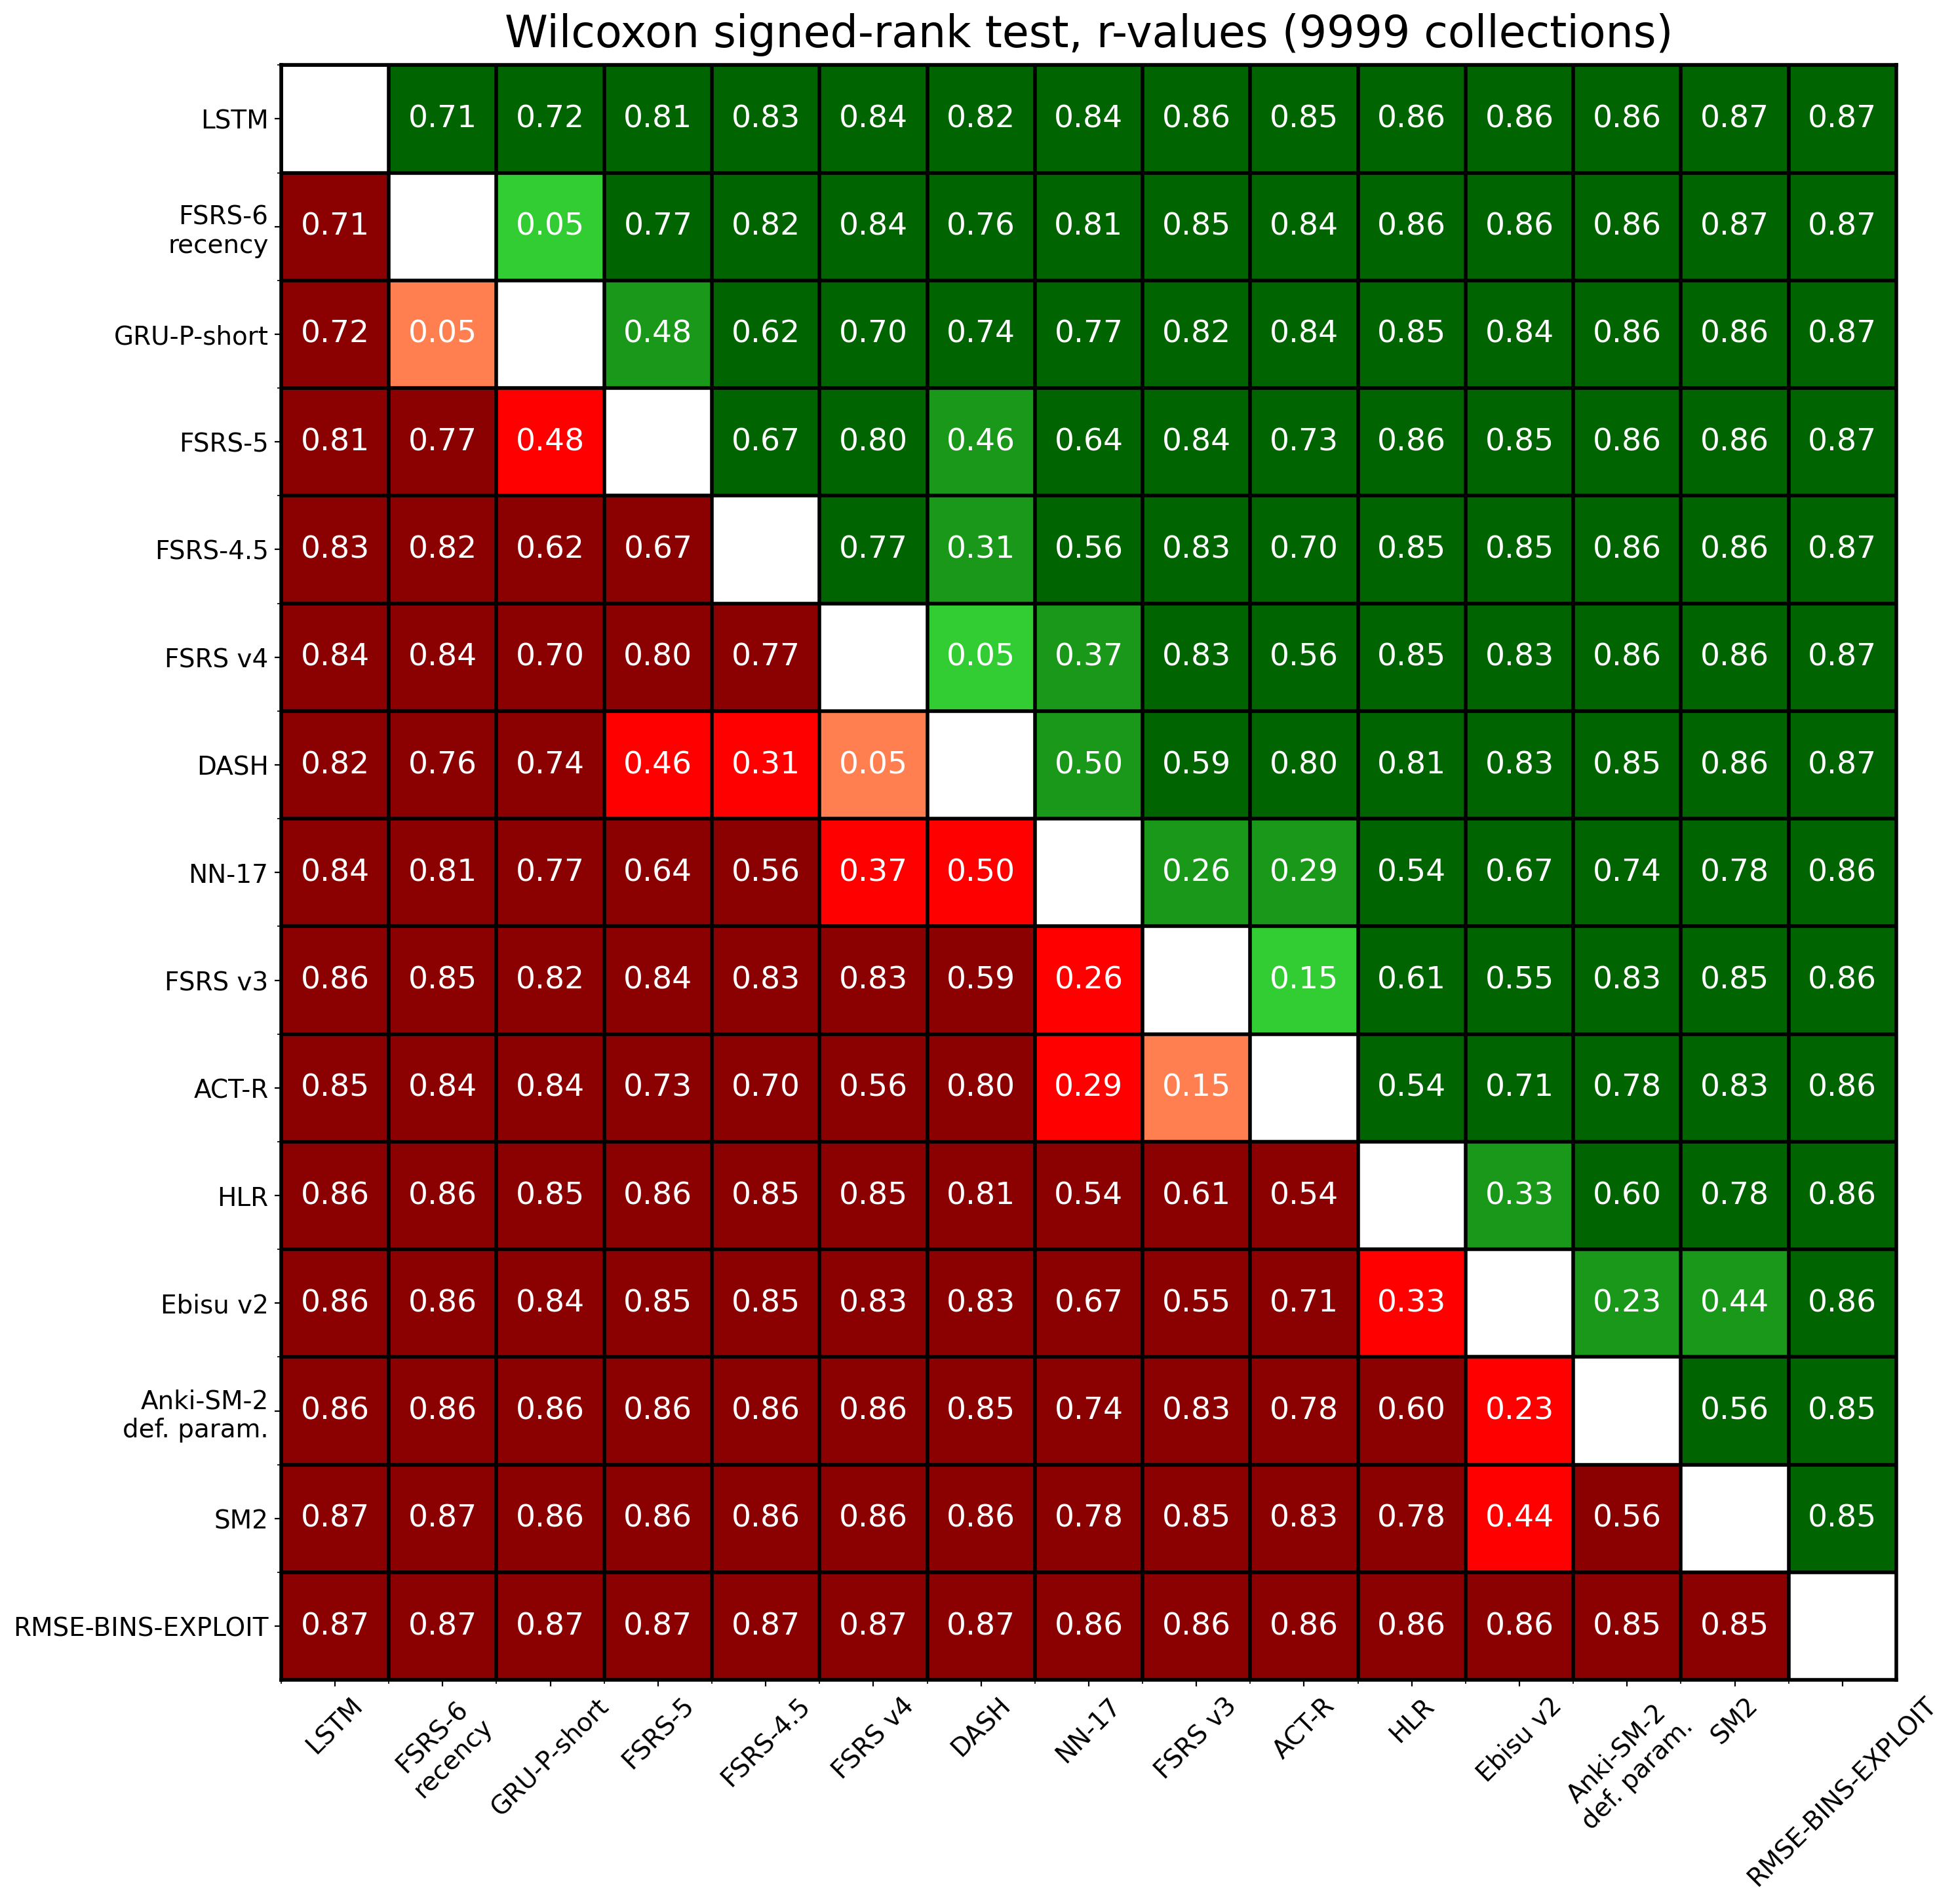 Wilcoxon signed-rank test, r-values (9999 collections)
LSTM 0.71 0.72 0.81 0.83 0.84 0.82 0.84 0.86 0.85 0.86 0.86 0.86 0.87 0.87
FSRS-6
recency 0.71 0.05 0.77 0.82 0.84 0.76 0.81 0.85 0.84 0.86 0.86 0.86 0.87 0.87
GRU-P-short 0.72 0.05 0.48 0.62 0.70 0.74 0.77 0.82 0.84 0.85 0.84 0.86 0.86 0.87
FSRS-5 0.81 0.77 0.48 0.67 0.80 0.46 0.64 0.84 0.73 0.86 0.85 0.86 0.86 0.87
FSRS-4.5 0.83 0.82 0.62 0.67 0.77 0.31 0.56 0.83 0.70 0.85 0.85 0.86 0.86 0.87
FSRS v4 0.84 0.84 0.70 0.80 0.77 0.05 0.37 0.83 0.56 0.85 0.83 0.86 0.86 0.87
DASH 0.82 0.76 0.74 0.46 0.31 0.05 0.50 0.59 0.80 0.81 0.83 0.85 0.86 0.87
NN-17 0.84 0.81 0.77 0.64 0.56 0.37 0.50 0.26 0.29 0.54 0.67 0.74 0.78 0.86
FSRS v3 0.86 0.85 0.82 0.84 0.83 0.83 0.59 0.26 0.15 0.61 0.55 0.83 0.85 0.86
ACT-R 0.85 0.84 0.84 0.73 0.70 0.56 0.80 0.29 0.15 0.54 0.71 0.78 0.83 0.86
HLR 0.86 0.86 0.85 0.86 0.85 0.85 0.81 0.54 0.61 0.54 0.33 0.60 0.78 0.86
Ebisu v2 0.86 0.86 0.84 0.85 0.85 0.83 0.83 0.67 0.55 0.71 0.33 0.23 0.44 0.86
Anki-SM-2
def. param. 0.86 0.86 0.86 0.86 0.86 0.86 0.85 0.74 0.83 0.78 0.60 0.23 0.56 0.85
SM2 0.87 0.87 0.86 0.86 0.86 0.86 0.86 0.78 0.85 0.83 0.78 0.44 0.56 0.85
RMSE-BINS-EXPLOIT 0.87 0.87 0.87 0.87 0.87 0.87 0.87 0.86 0.86 0.86 0.86 0.86 0.85 0.85
LSTM
FSRS-6
recency
GRU-P-short
FSRS-5
FSRS-4.5
FSRS v4
DASH
NN-17
FSRS v3
ACT-R
HLR
Ebisu v2
Anki-SM-2
def. param.
SM2
RMSE-BINS-EXPLOIT